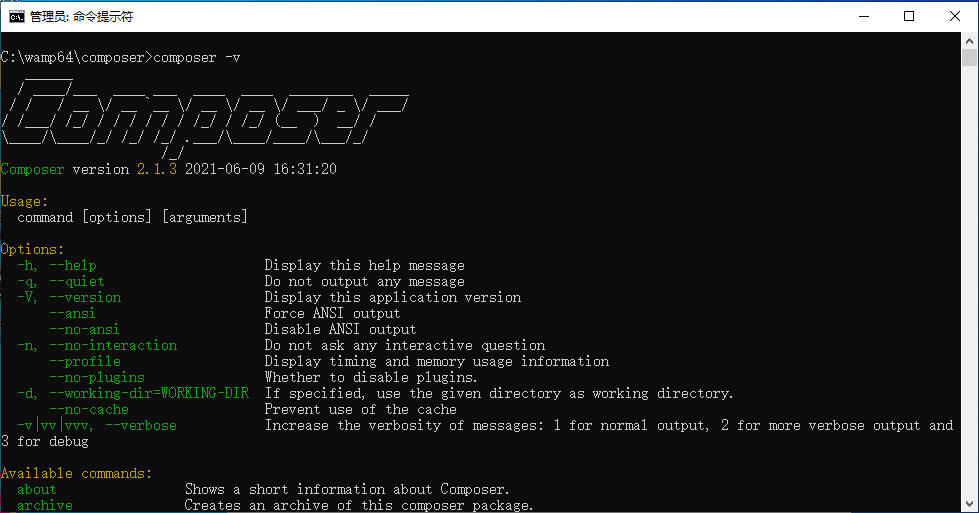 管理员: 命令提示符
C:\wamp64\composer>composer -v
Composer
Composer version 2.1.3 2021-06-09 16:31:20
Usage:
command [options] [arguments]
Options:
-h, --help Display this help message
-q, --quiet Do not output any message
-V, --version Display this application version
--ansi Force ANSI output
--no-ansi Disable ANSI output
-n, --no-interaction Do not ask any interactive question
--profile Display timing and memory usage information
--no-plugins Whether to disable plugins.
-d, --working-dir=WORKING-DIR If specified, use the given directory as working directory.
--no-cache Prevent use of the cache
-v|vv|vvv, --verbose Increase the verbosity of messages: 1 for normal output, 2 for more verbose output and
3 for debug
Available commands:
about Shows a short information about Composer.
archive Creates an archive of this composer package.